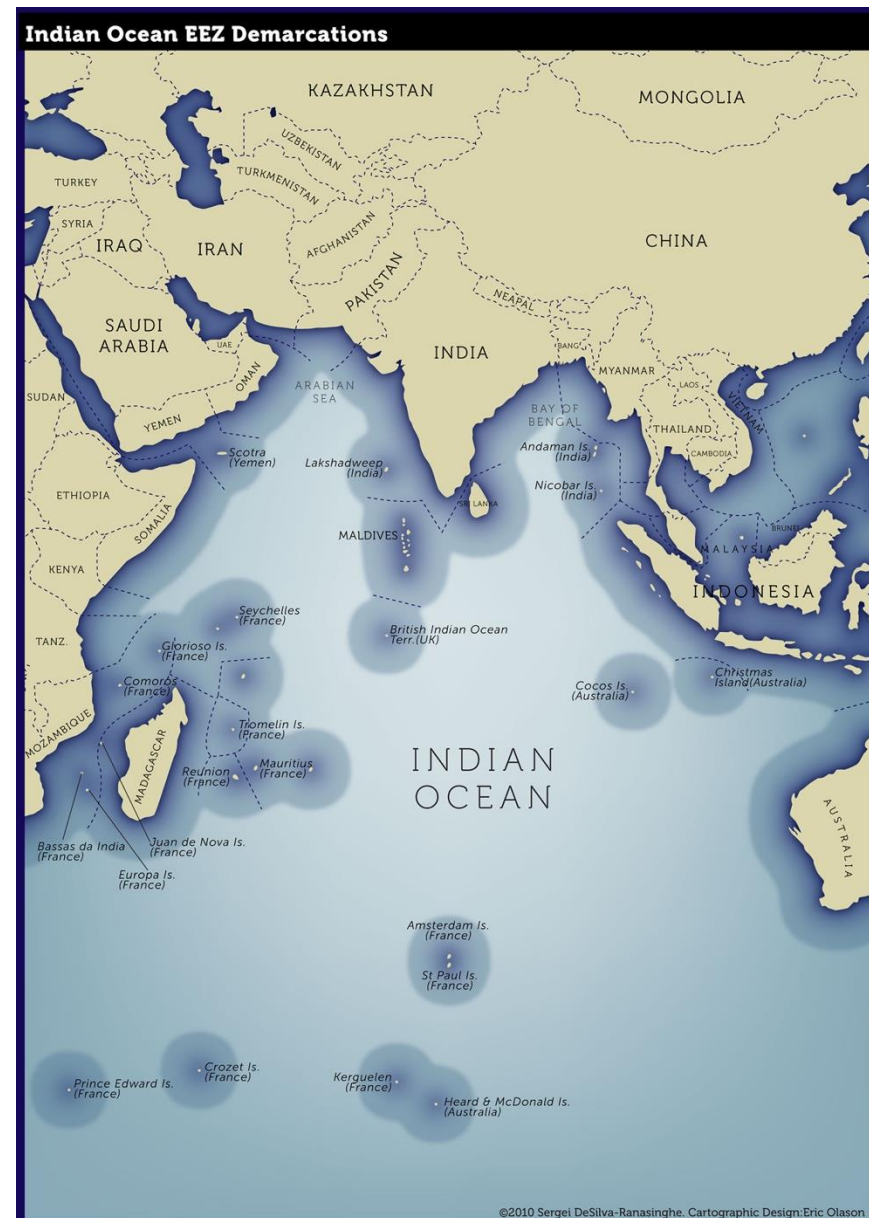 Indian Ocean EEZ Demarcations
KAZAKHSTAN
MONGOLIA
UZBEKISTAN
TURKMENISTAN
TURKEY
SYRIA
IRAQ
IRAN
AFGHANISTAN
PAKISTAN
CHINA
NEAPAL
SAUDI
ARABIA
UAE
OMAN
YEMEN
SUDAN
INDIA
BANG
MYANMAR
LAOS
THAILAND
VIETNAM
CAMBODIA
ARABIAN
SEA
BAY OF
BENGAL
Scotra
(Yemen)
Lakshadweep
(India)
Andaman Is.
(India)
Nicobar Is.
(India)
ETHIOPIA
SOMALIA
SRI LANKA
MALDIVES
BRUNEI
MALAYSIA
INDONESIA
KENYA
TANZ.
Seychelles
(France)
Glorioso Is.
(France)
British Indian Ocean
Terr.(UK)
Comoros
(France)
Cocos Is.
(Australia)
Christmas
Island(Australia)
MOZAMBIQUE
MADAGASCAR
Tromelin Is.
(France)
Reunion
(France)
Mauritius
(France)
INDIAN
OCEAN
AUSTRALIA
Bassas da India
(France)
Juan de Nova Is.
(France)
Europa Is.
(France)
Amsterdam Is.
(France)
St Paul Is.
(France)
Prince Edward Is.
(France)
Crozet Is.
(France)
Kerguelen
(France)
Heard & McDonald Is.
(Australia)
©2010 Sergei DeSilva-Ranasinghe. Cartographic Design:Eric Olason